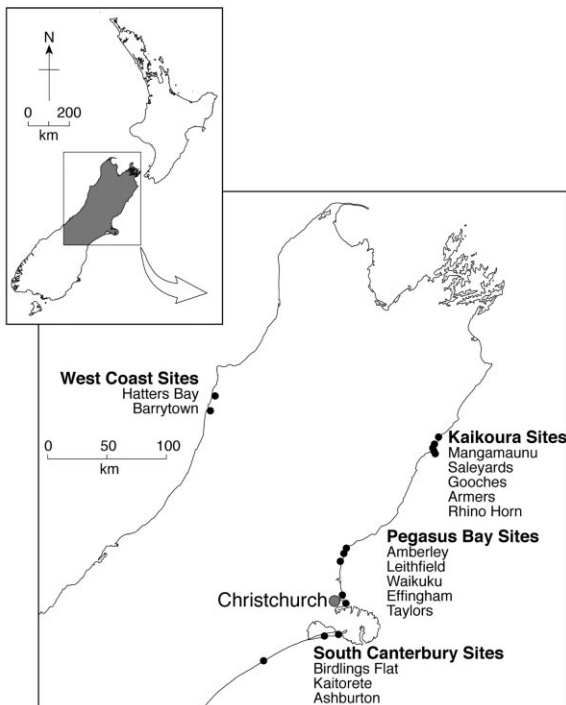 N
0 200
km
West Coast Sites
Hatters Bay
Barrytown
0 50 100
km
Kaikoura Sites
Mangamaunu
Saleyards
Gooches
Armers
Rhino Horn
Pegasus Bay Sites
Amberley
Leithfield
Waikuku
Effingham
Taylors
Christchurch
South Canterbury Sites
Birdlings Flat
Kaitorete
Ashburton